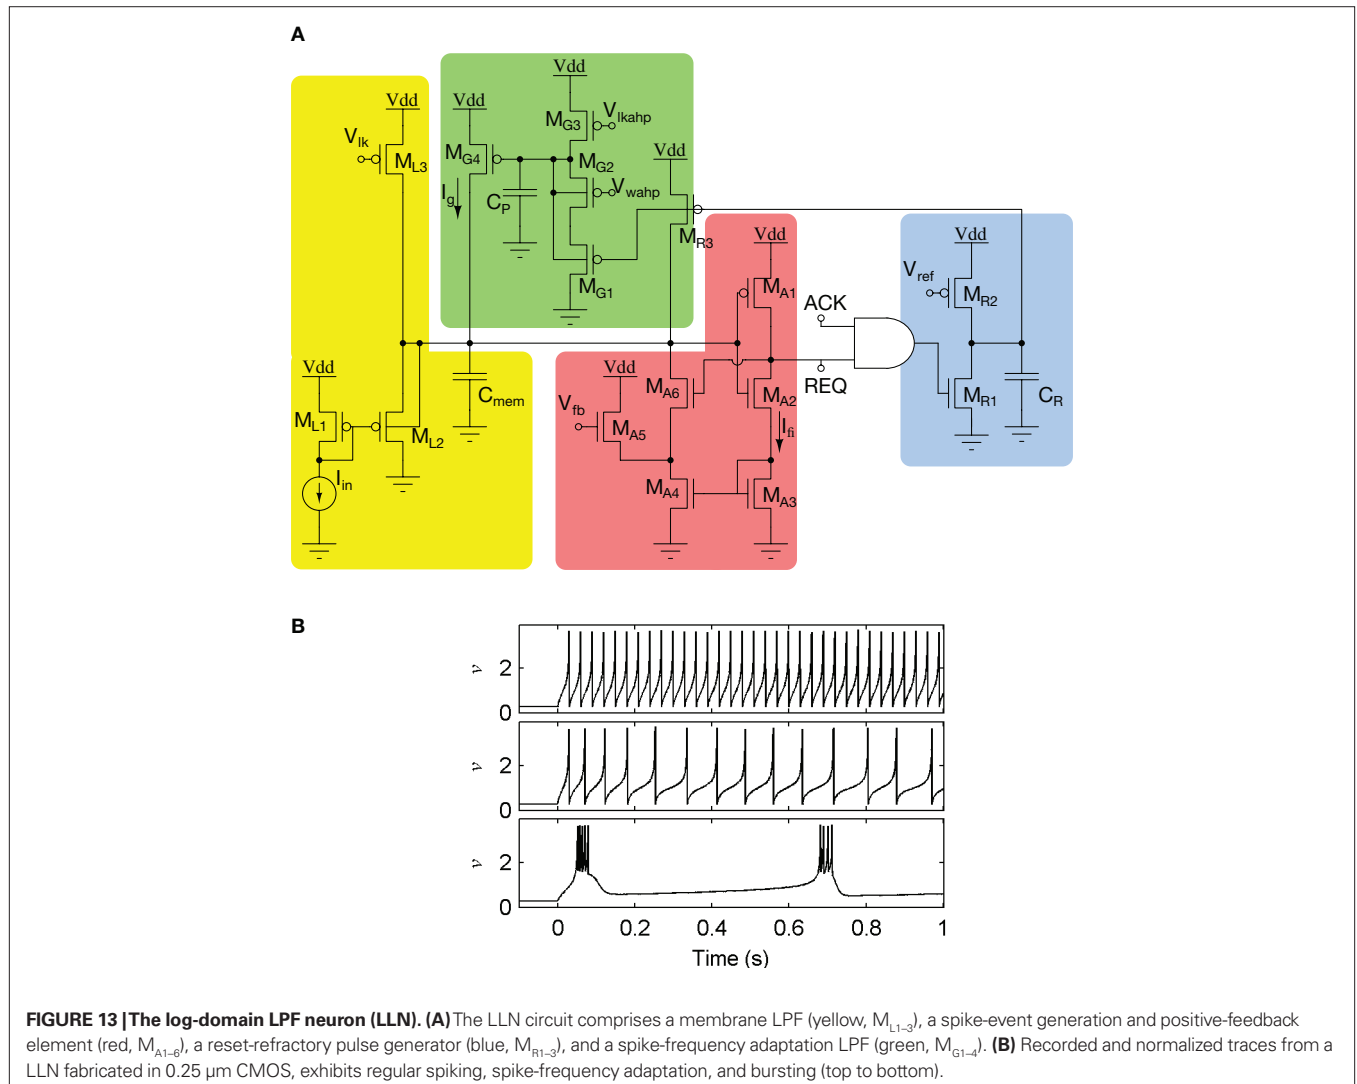 A
Vdd
V_lkahp
M_G3
Vdd
Vdd
V_lk
M_L3
M_G4
M_G2
Vdd
V_wahp
I_g
C_P
M_R3
M_G1
Vdd
M_A1
ACK
REQ
V_ref
Vdd
M_R2
M_R1
C_R
Vdd
M_L1
M_L2
I_in
C_mem
Vdd
V_fb
M_A5
M_A6
M_A2
I_fi
M_A4
M_A3
B
v
2
0
v
2
0
v
2
0
0 0.2 0.4 0.6 0.8 1
Time (s)
FIGURE 13 | The log-domain LPF neuron (LLN). (A) The LLN circuit comprises a membrane LPF (yellow, M_L1–3), a spike-event generation and positive-feedback
element (red, M_A1–6), a reset-refractory pulse generator (blue, M_R1–3), and a spike-frequency adaptation LPF (green, M_G1–4). (B) Recorded and normalized traces from a
LLN fabricated in 0.25 μm CMOS, exhibits regular spiking, spike-frequency adaptation, and bursting (top to bottom).